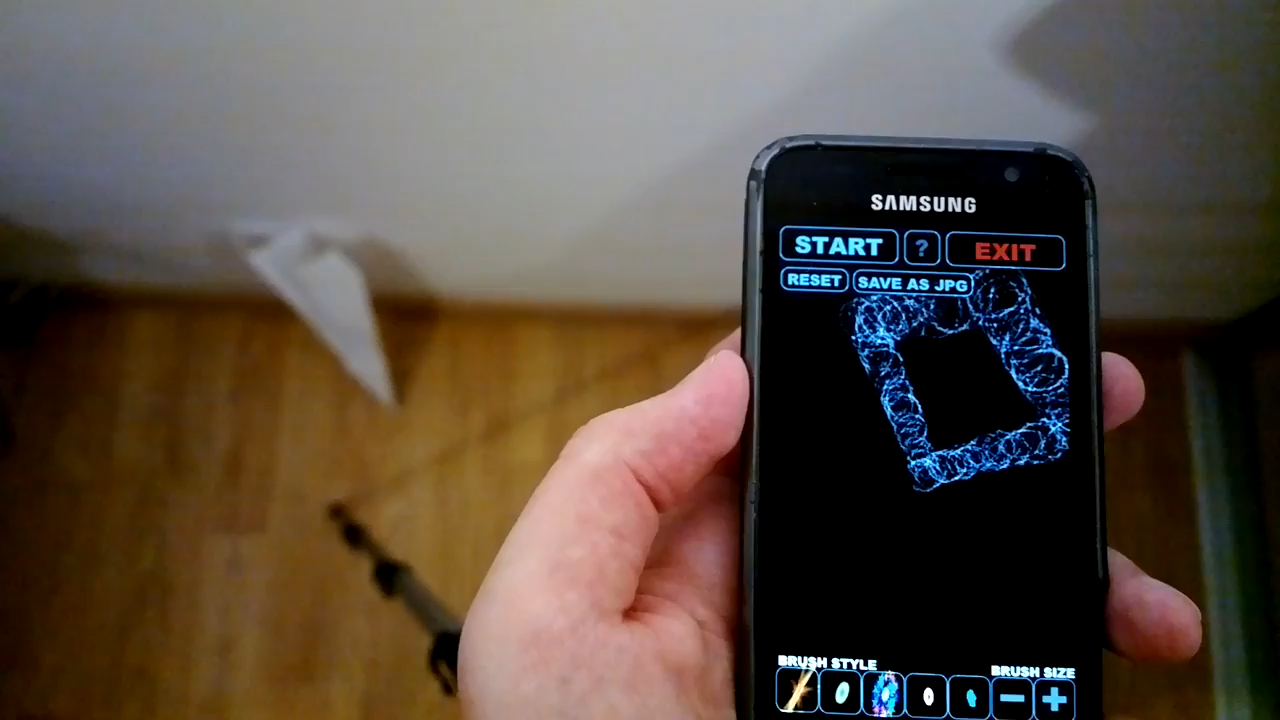 SAMSUNG
START ? EXIT
RESET SAVE AS JPG
BRUSH STYLE BRUSH SIZE
− +